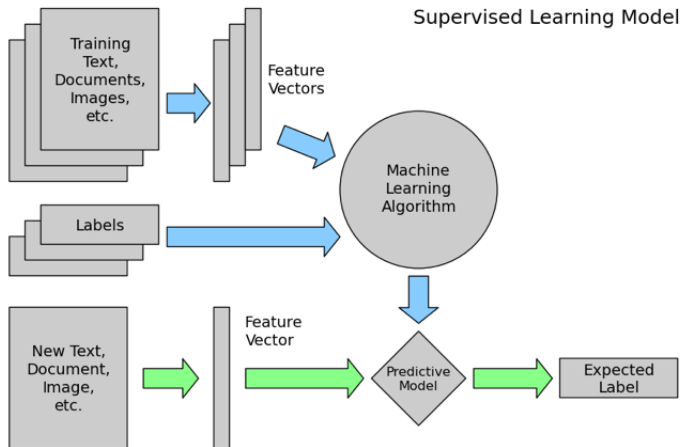 Supervised Learning Model
Training
Text,
Documents,
Images,
etc.
Feature
Vectors
Machine
Learning
Algorithm
Labels
New Text,
Document,
Image,
etc.
Feature
Vector
Predictive
Model
Expected
Label